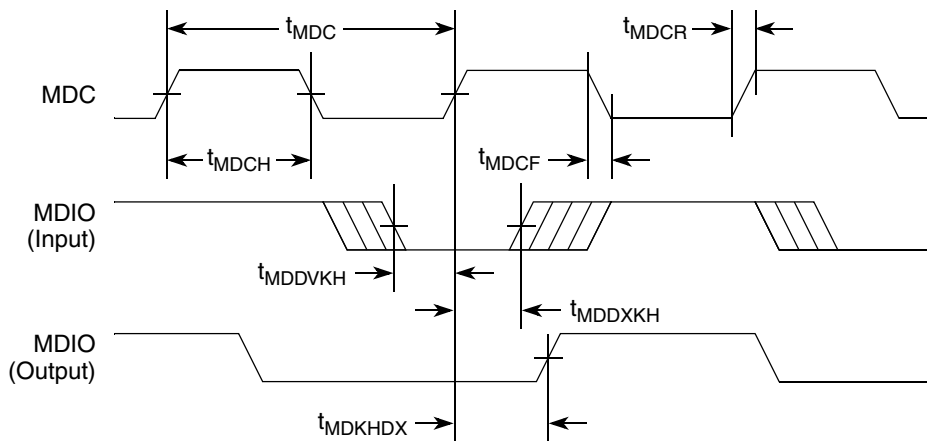 tMDC
tMDCR
MDC
tMDCH
tMDCF
MDIO
(Input)
tMDDVKH
tMDDXKH
MDIO
(Output)
tMDKHDX